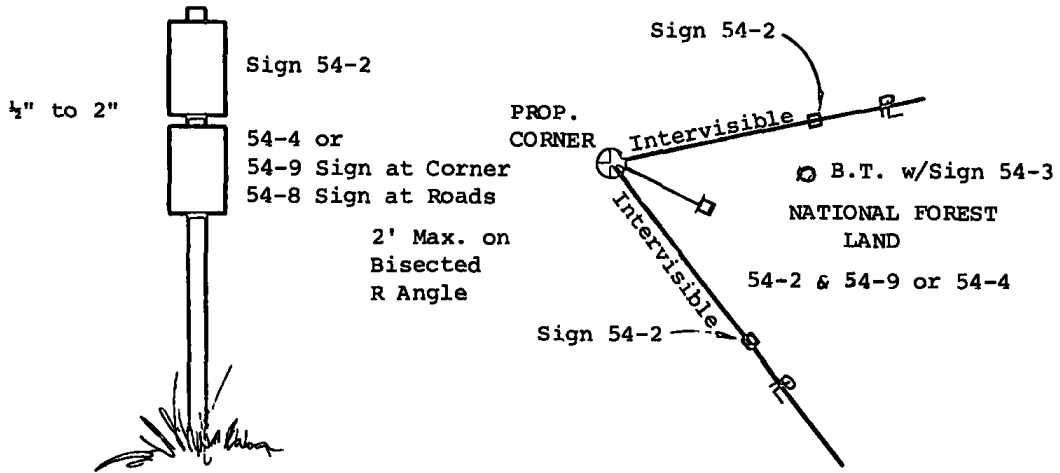 Sign 54-2
½" to 2"
54-4 or
54-9 Sign at Corner
54-8 Sign at Roads
2' Max. on
Bisected
R Angle
Sign 54-2
PROP.
CORNER
Intervisible
PL
B.T. w/Sign 54-3
NATIONAL FOREST
LAND
54-2 & 54-9 or 54-4
Intervisible
Sign 54-2
PL